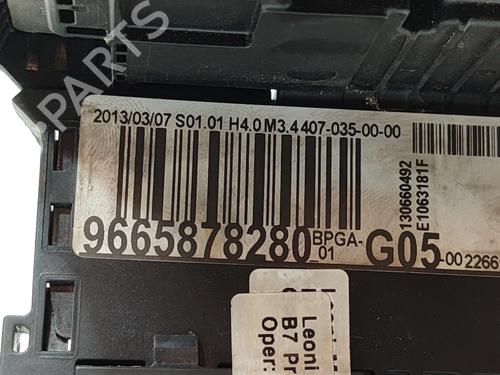 2013/03/07 S01.01 H4.0 M3.4 407-035-00-00
130660492
E1063181F
9665878280 BPGA-01 G05-00 2266
Leoni
B7 Pr
Oper:
B-PARTS